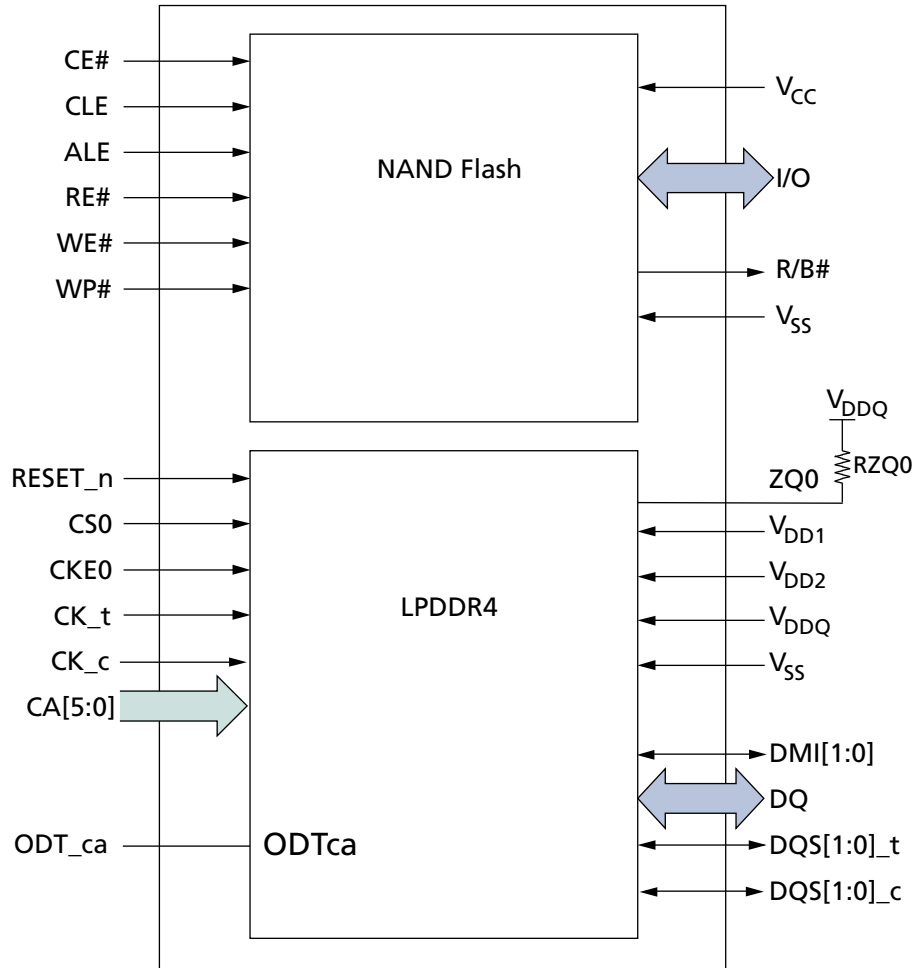 CE#
CLE
ALE
RE#
WE#
WP#
NAND Flash
VCC
I/O
R/B#
VSS
VDDQ
RZQ0
ZQ0
RESET_n
CS0
CKE0
CK_t
CK_c
CA[5:0]
ODT_ca
LPDDR4
ODTca
VDD1
VDD2
VDDQ
VSS
DMI[1:0]
DQ
DQS[1:0]_t
DQS[1:0]_c